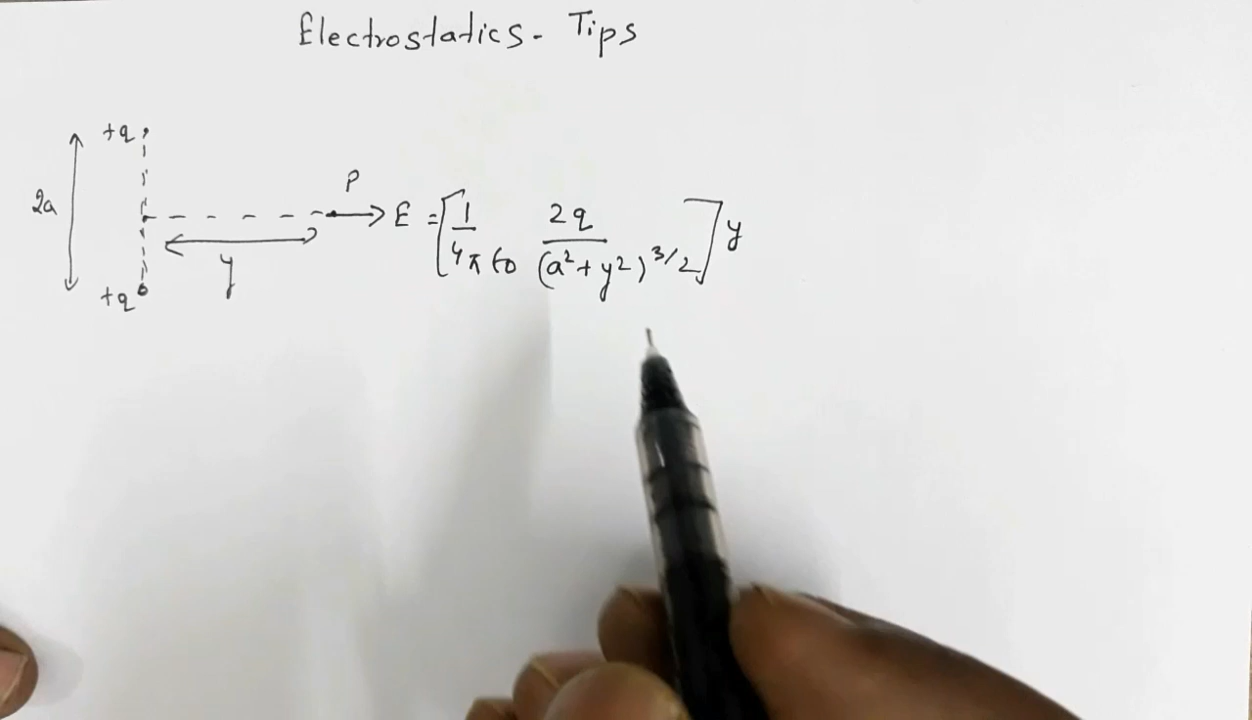 Electrostatics - Tips
+q
2a
P
E = [1/4πϵ0 2q/(a²+y²)^3/2] y
y
+q